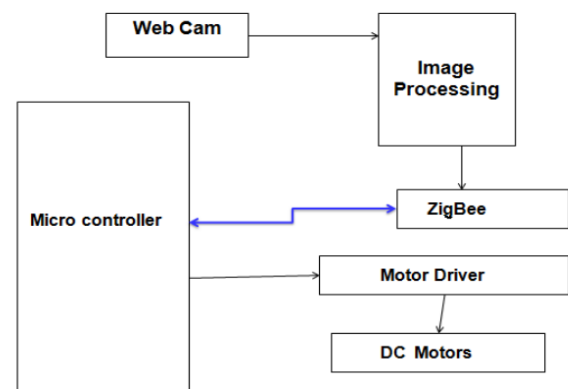 Web Cam
Image
Processing
Micro controller
ZigBee
Motor Driver
DC Motors